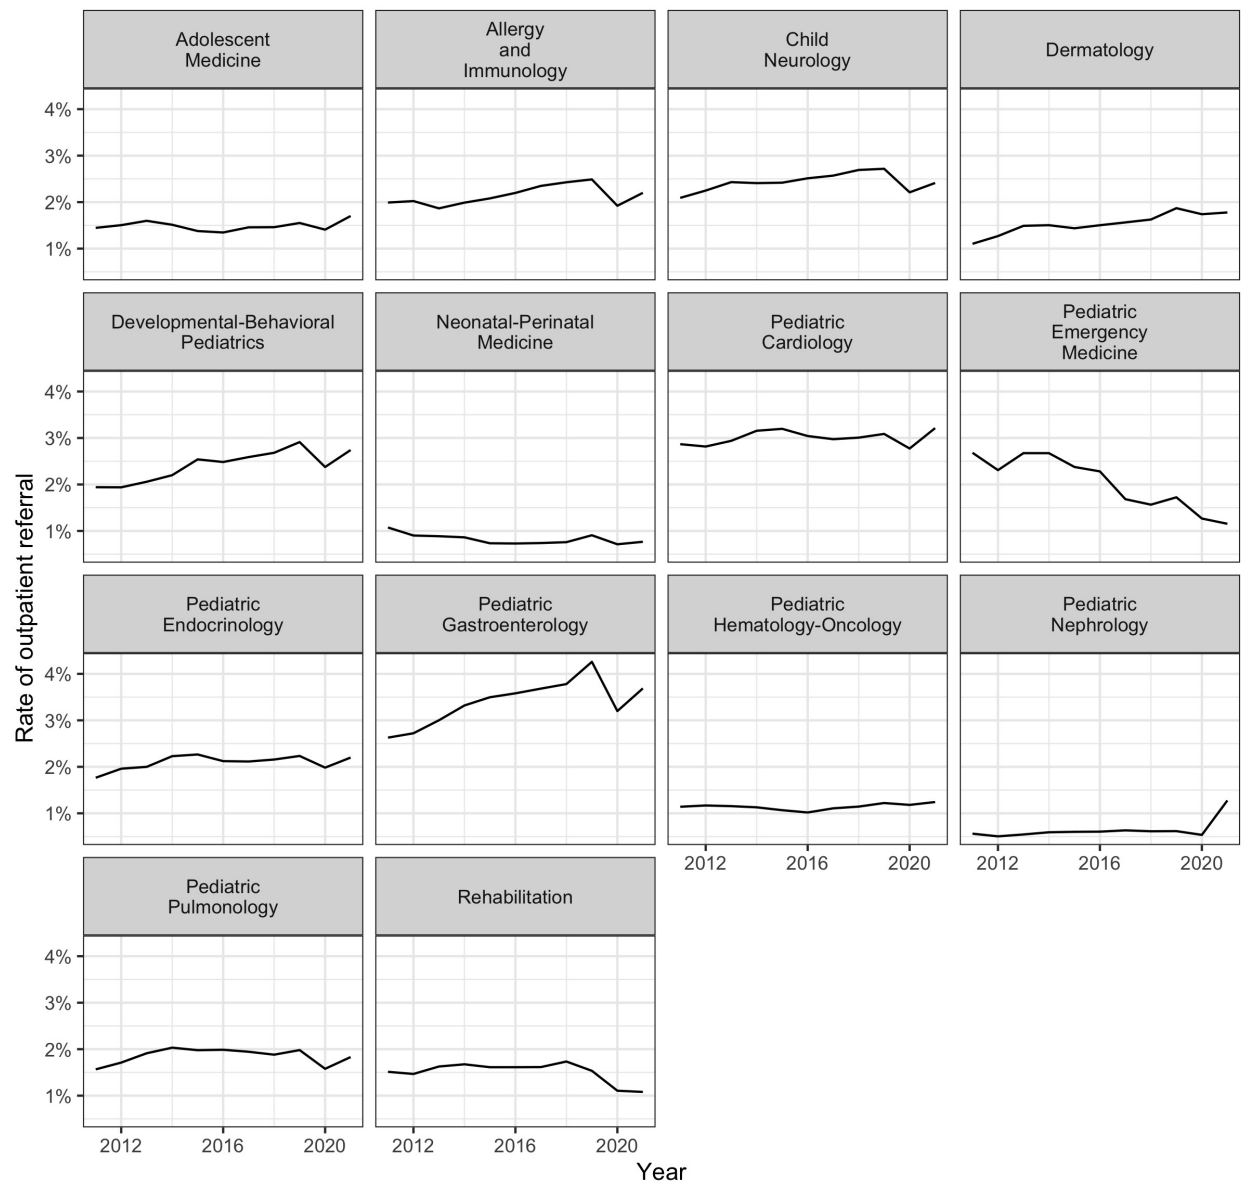 Adolescent
Medicine
Allergy
and
Immunology
Child
Neurology
Dermatology
4%
3%
2%
1%
Developmental-Behavioral
Pediatrics
Neonatal-Perinatal
Medicine
Pediatric
Cardiology
Pediatric
Emergency
Medicine
4%
3%
2%
1%
Rate of outpatient referral
Pediatric
Endocrinology
Pediatric
Gastroenterology
Pediatric
Hematology-Oncology
Pediatric
Nephrology
4%
3%
2%
1%
2012 2016 2020
2012 2016 2020
Pediatric
Pulmonology
Rehabilitation
4%
3%
2%
1%
2012 2016 2020
2012 2016 2020
Year